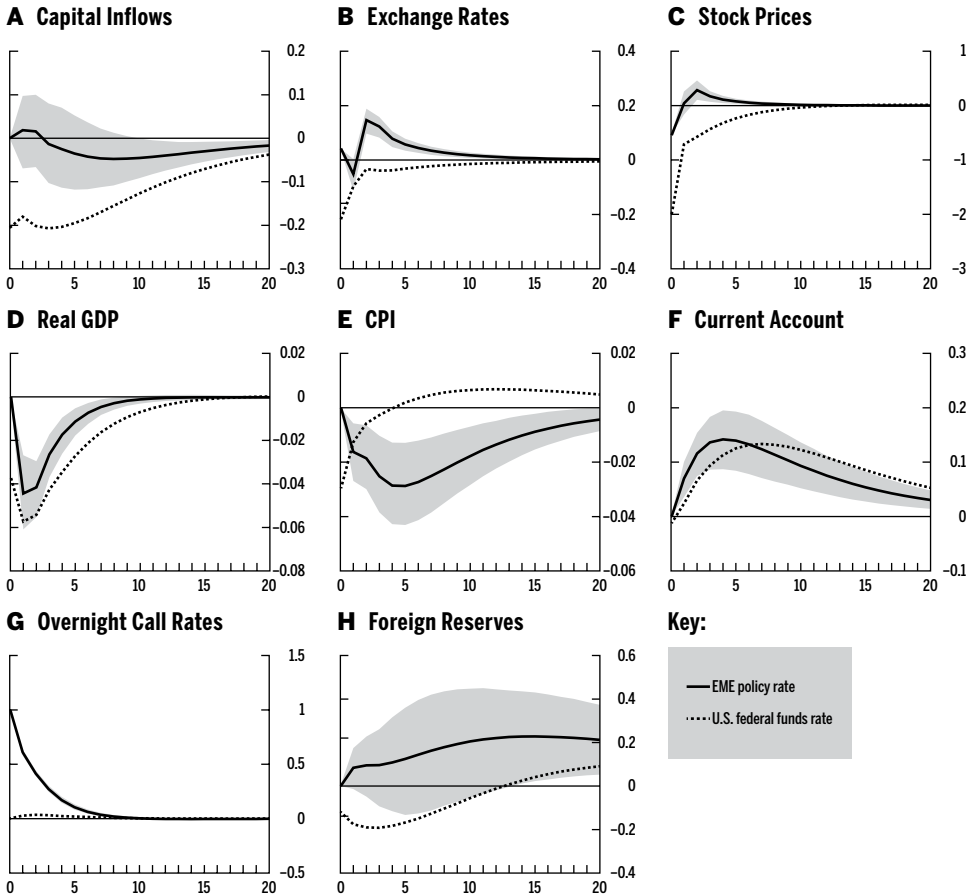 A Capital Inflows
B Exchange Rates
C Stock Prices
0.2
0.1
0
–0.1
–0.2
–0.3
0 5 10 15 20
0.4
0.2
0
–0.2
–0.4
0 5 10 15 20
1
0
–1
–2
–3
0 5 10 15 20
D Real GDP
E CPI
F Current Account
0.02
0
–0.02
–0.04
–0.06
–0.08
0 5 10 15 20
0.02
0
–0.02
–0.04
–0.06
0 5 10 15 20
0.3
0.2
0.1
0
–0.1
0 5 10 15 20
G Overnight Call Rates
H Foreign Reserves
Key:
1.5
1
0.5
0
–0.5
0 5 10 15 20
0.6
0.4
0.2
0
–0.2
–0.4
0 5 10 15 20
EME policy rate
U.S. federal funds rate